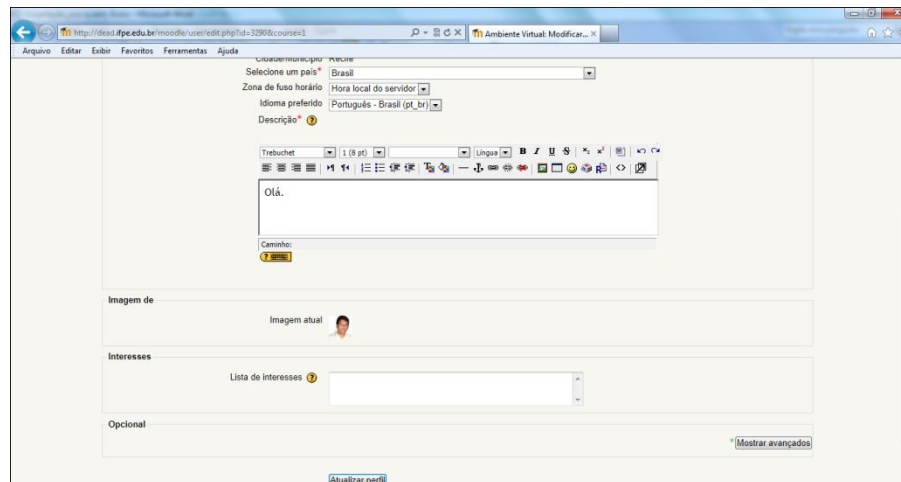 http://dead.ifpe.edu.br/moodle/user/edit.php?id=3290&course=1
Ambiente Virtual: Modificar...
Arquivo Editar Exibir Favoritos Ferramentas Ajuda
Cidade/Município Recife
Selecione um país* Brasil
Zona de fuso horário Hora local do servidor
Idioma preferido Português - Brasil (pt_br)
Descrição*
Trebuchet 1 (8 pt) Língua B I U S
Olá.
Caminho:
Imagem de
Imagem atual
Interesses
Lista de interesses
Opcional
* Mostrar avançados
Atualizar perfil